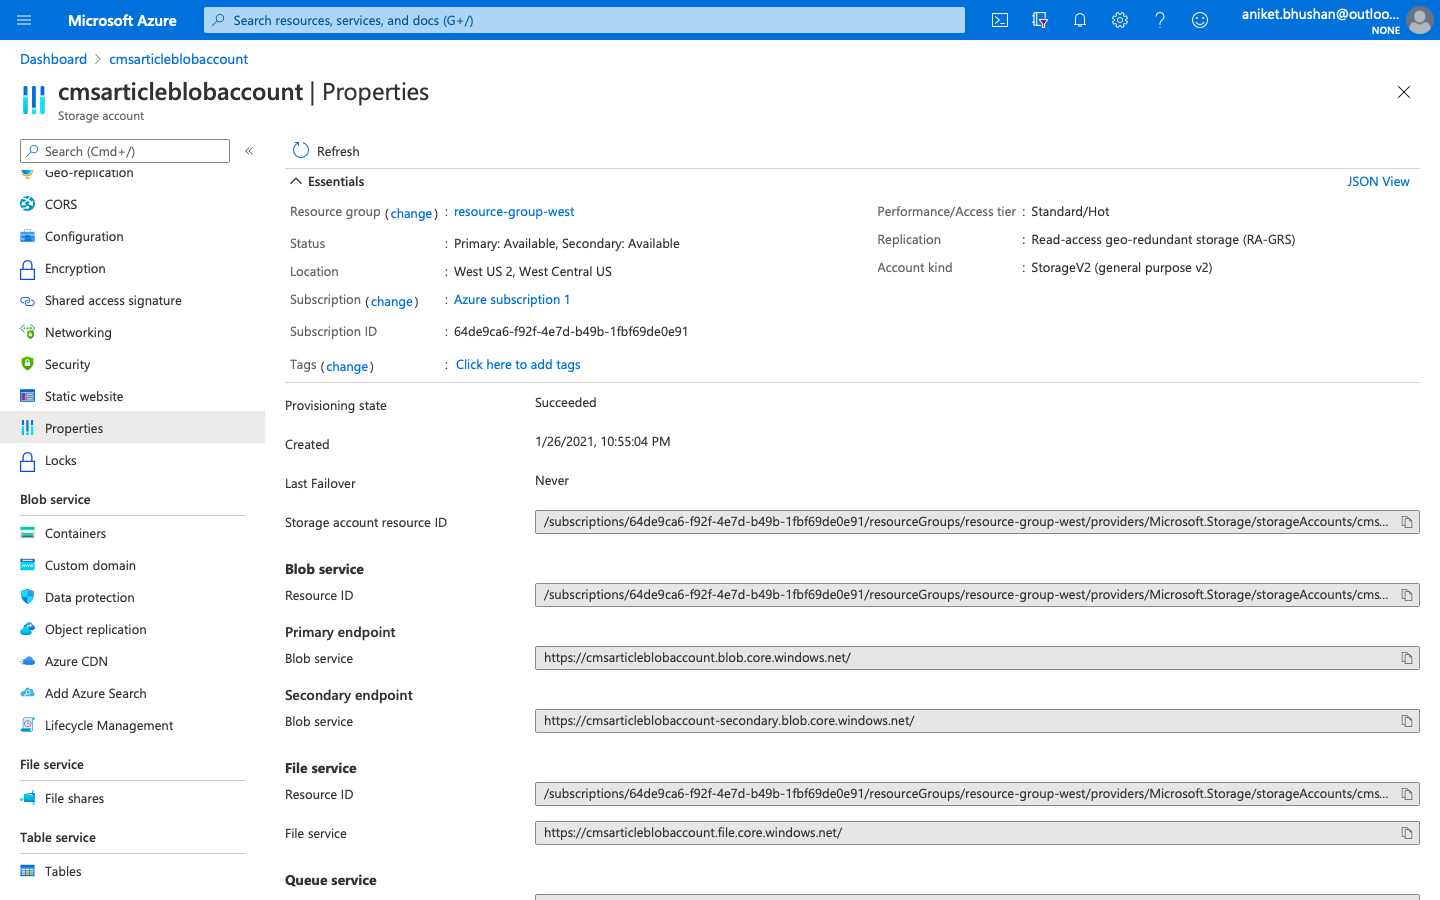 Microsoft Azure
Search resources, services, and docs (G+/)
aniket.bhushan@outloo...
NONE
Dashboard > cmsarticleblobaccount
cmsarticleblobaccount | Properties
Storage account
Search (Cmd+/)
«
Geo-replication
CORS
Configuration
Encryption
Shared access signature
Networking
Security
Static website
Properties
Locks
Blob service
Containers
Custom domain
Data protection
Object replication
Azure CDN
Add Azure Search
Lifecycle Management
File service
File shares
Table service
Tables
Refresh
Essentials
JSON View
Resource group (change) : resource-group-west
Status : Primary: Available, Secondary: Available
Location : West US 2, West Central US
Subscription (change) : Azure subscription 1
Subscription ID : 64de9ca6-f92f-4e7d-b49b-1fbf69de0e91
Tags (change) : Click here to add tags
Performance/Access tier : Standard/Hot
Replication : Read-access geo-redundant storage (RA-GRS)
Account kind : StorageV2 (general purpose v2)
Provisioning state Succeeded
Created 1/26/2021, 10:55:04 PM
Last Failover Never
Storage account resource ID /subscriptions/64de9ca6-f92f-4e7d-b49b-1fbf69de0e91/resourceGroups/resource-group-west/providers/Microsoft.Storage/storageAccounts/cms...
Blob service
Resource ID /subscriptions/64de9ca6-f92f-4e7d-b49b-1fbf69de0e91/resourceGroups/resource-group-west/providers/Microsoft.Storage/storageAccounts/cms...
Primary endpoint
Blob service https://cmsarticleblobaccount.blob.core.windows.net/
Secondary endpoint
Blob service https://cmsarticleblobaccount-secondary.blob.core.windows.net/
File service
Resource ID /subscriptions/64de9ca6-f92f-4e7d-b49b-1fbf69de0e91/resourceGroups/resource-group-west/providers/Microsoft.Storage/storageAccounts/cms...
File service https://cmsarticleblobaccount.file.core.windows.net/
Queue service